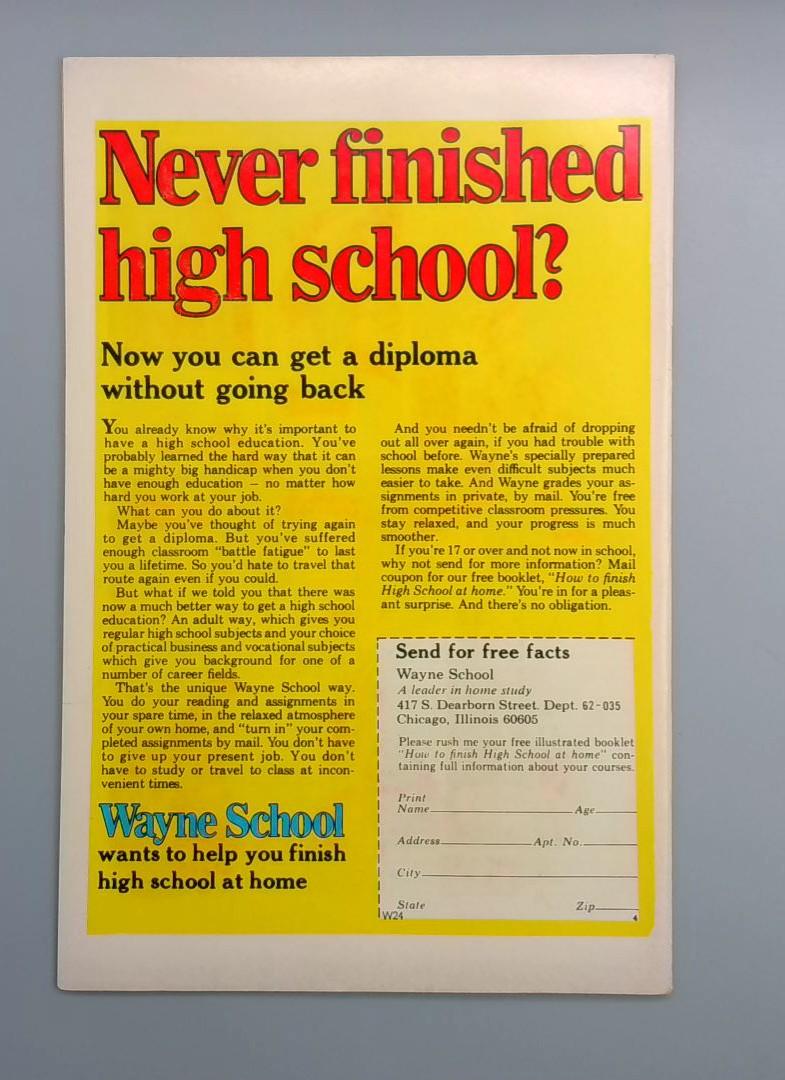 Never finished
high school?
Now you can get a diploma
without going back
You already know why it's important to
have a high school education. You've
probably learned the hard way that it can
be a mighty big handicap when you don't
have enough education — no matter how
hard you work at your job.
What can you do about it?
Maybe you've thought of trying again
to get a diploma. But you've suffered
enough classroom "battle fatigue" to last
you a lifetime. So you'd hate to travel that
route again even if you could.
But what if we told you that there was
now a much better way to get a high school
education? An adult way, which gives you
regular high school subjects and your choice
of practical business and vocational subjects
which give you background for one of a
number of career fields.
That's the unique Wayne School way.
You do your reading and assignments in
your spare time, in the relaxed atmosphere
of your own home, and "turn in" your com-
pleted assignments by mail. You don't have
to give up your present job. You don't
have to study or travel to class at incon-
venient times.
Wayne School
wants to help you finish
high school at home
And you needn't be afraid of dropping
out all over again, if you had trouble with
school before. Wayne's specially prepared
lessons make even difficult subjects much
easier to take. And Wayne grades your as-
signments in private, by mail. You're free
from competitive classroom pressures. You
stay relaxed, and your progress is much
smoother.
If you're 17 or over and not now in school,
why not send for more information? Mail
coupon for our free booklet, "How to finish
High School at home." You're in for a pleas-
ant surprise. And there's no obligation.
Send for free facts
Wayne School
A leader in home study
417 S. Dearborn Street. Dept. 62-035
Chicago, Illinois 60605
Please rush me your free illustrated booklet
"How to finish High School at home" con-
taining full information about your courses.
Print
Name Age
Address Apt. No.
City
State Zip
W24 4